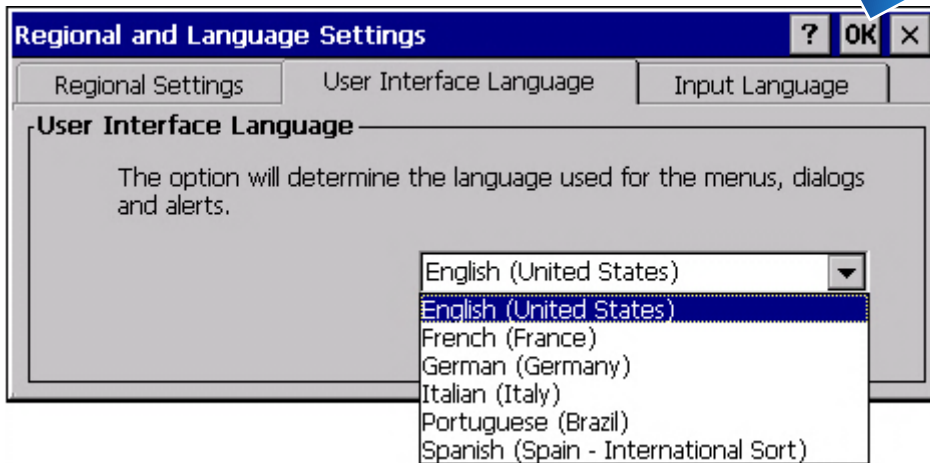 Regional and Language Settings ? OK ×
Regional Settings User Interface Language Input Language
User Interface Language
The option will determine the language used for the menus, dialogs
and alerts.
English (United States)
English (United States)
French (France)
German (Germany)
Italian (Italy)
Portuguese (Brazil)
Spanish (Spain - International Sort)